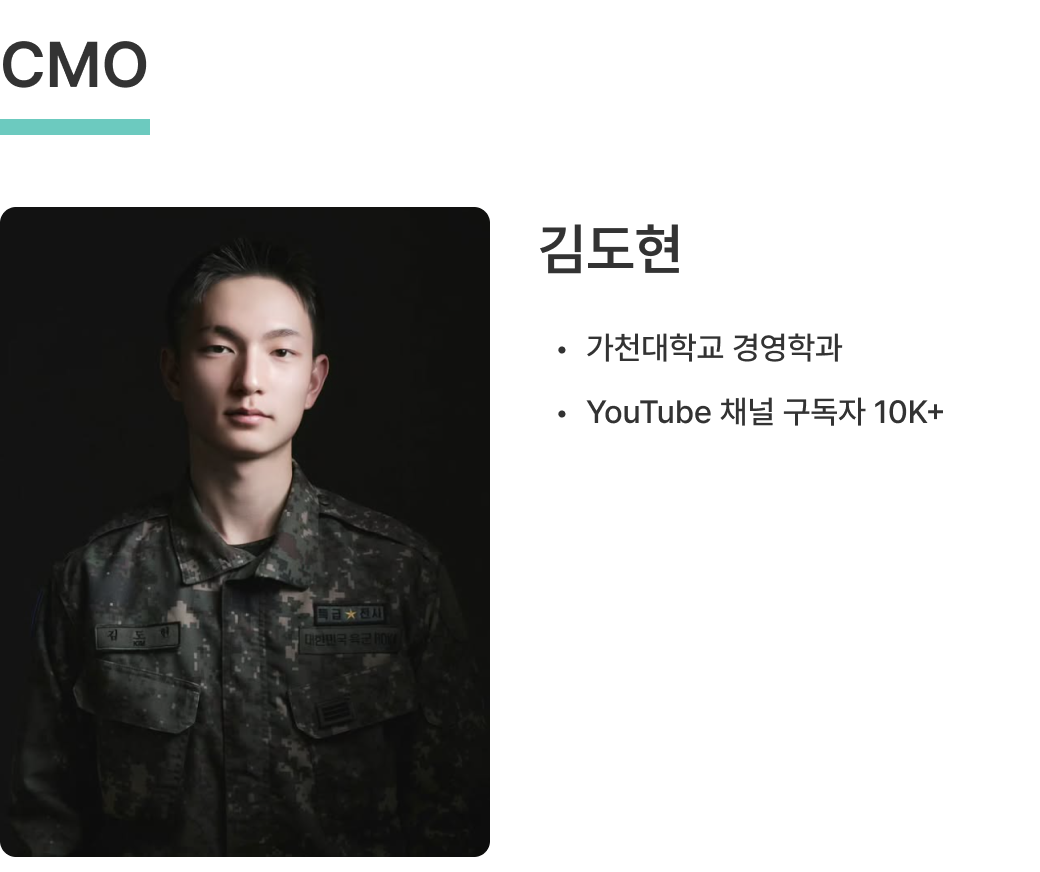 CMO
김도현
가천대학교 경영학과
YouTube 채널 구독자 10K+
특급★전사
김 도 현
대한민국 육군